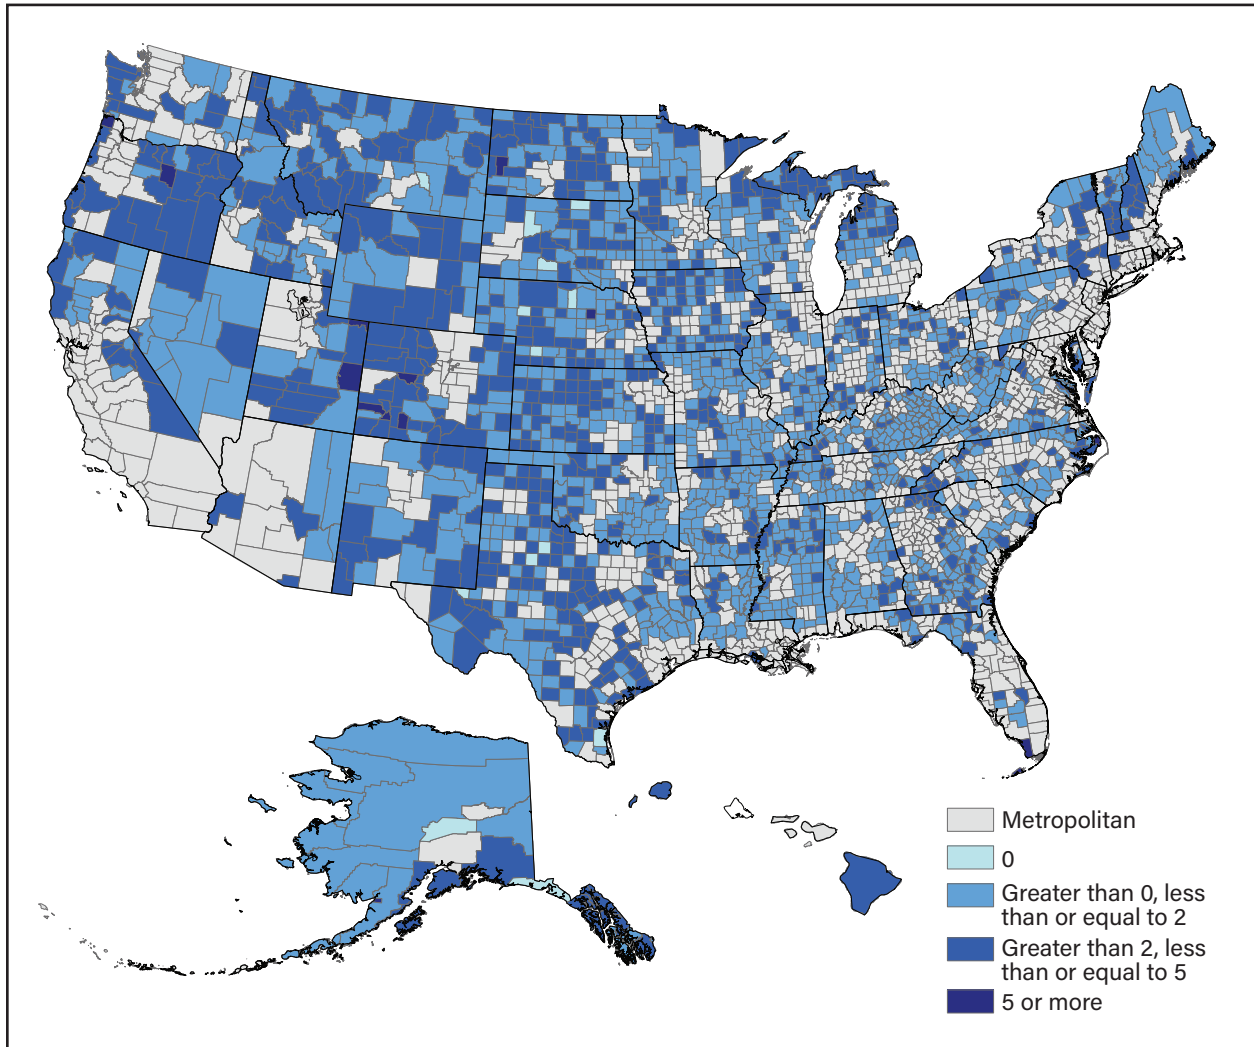 Metropolitan
0
Greater than 0, less
than or equal to 2
Greater than 2, less
than or equal to 5
5 or more